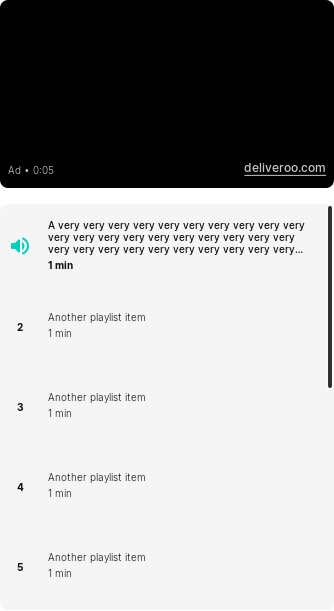 Ad • 0:05
deliveroo.com
A very very very very very very very very very very
very very very very very very very very very very
very very very very very very very very very very...
1 min
2
Another playlist item
1 min
3
Another playlist item
1 min
4
Another playlist item
1 min
5
Another playlist item
1 min